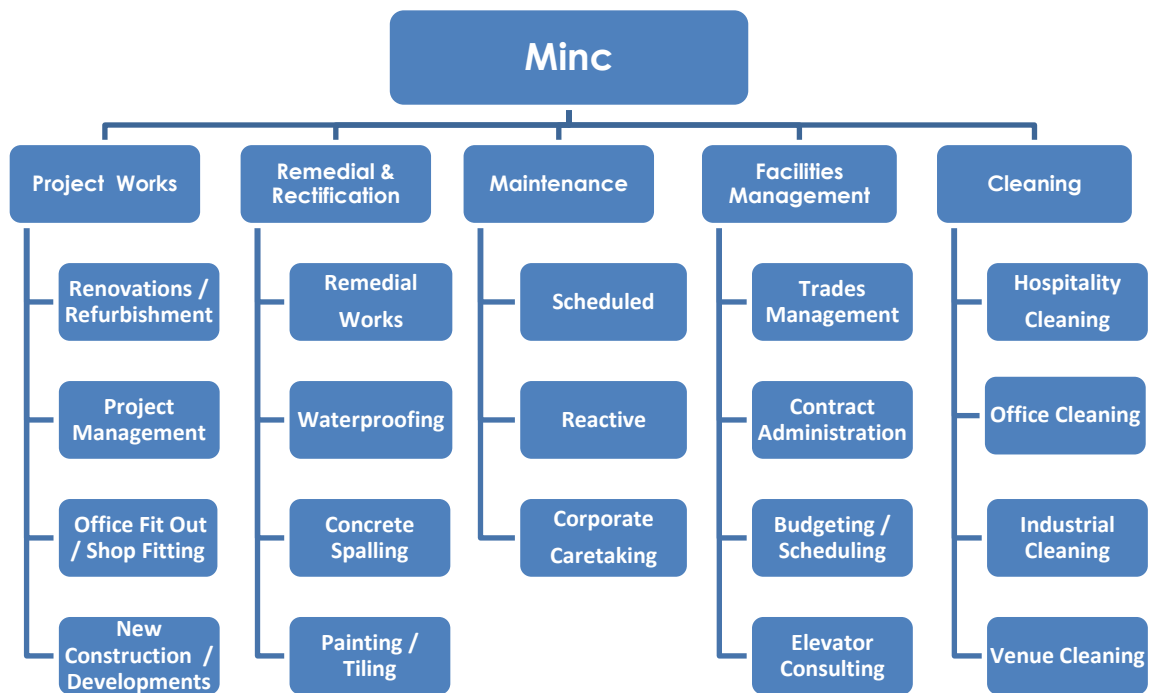 Minc
Project Works
Remedial &
Rectification
Maintenance
Facilities
Management
Cleaning
Renovations /
Refurbishment
Project
Management
Office Fit Out
/ Shop Fitting
New
Construction /
Developments
Remedial
Works
Waterproofing
Concrete
Spalling
Painting /
Tiling
Scheduled
Reactive
Corporate
Caretaking
Trades
Management
Contract
Administration
Budgeting /
Scheduling
Elevator
Consulting
Hospitality
Cleaning
Office Cleaning
Industrial
Cleaning
Venue Cleaning